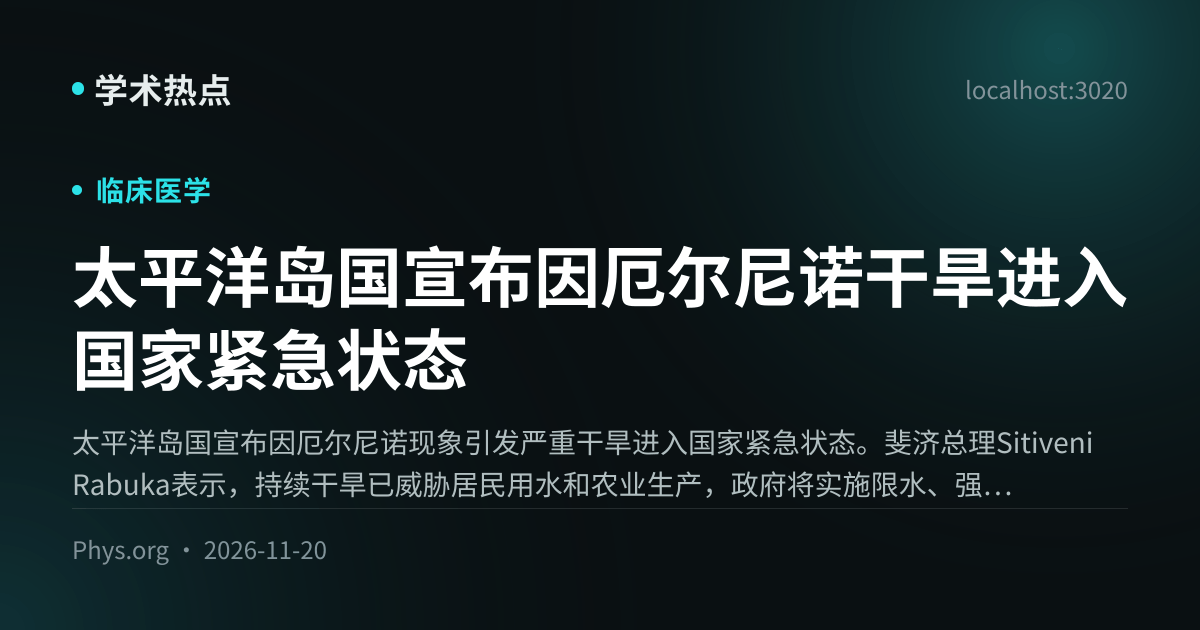 学术热点
localhost:3020
临床医学
太平洋岛国宣布因厄尔尼诺干旱进入
国家紧急状态
太平洋岛国宣布因厄尔尼诺现象引发严重干旱进入国家紧急状态。斐济总理Sitiveni
Rabuka表示，持续干旱已威胁居民用水和农业生产，政府将实施限水、强…
Phys.org • 2026-11-20